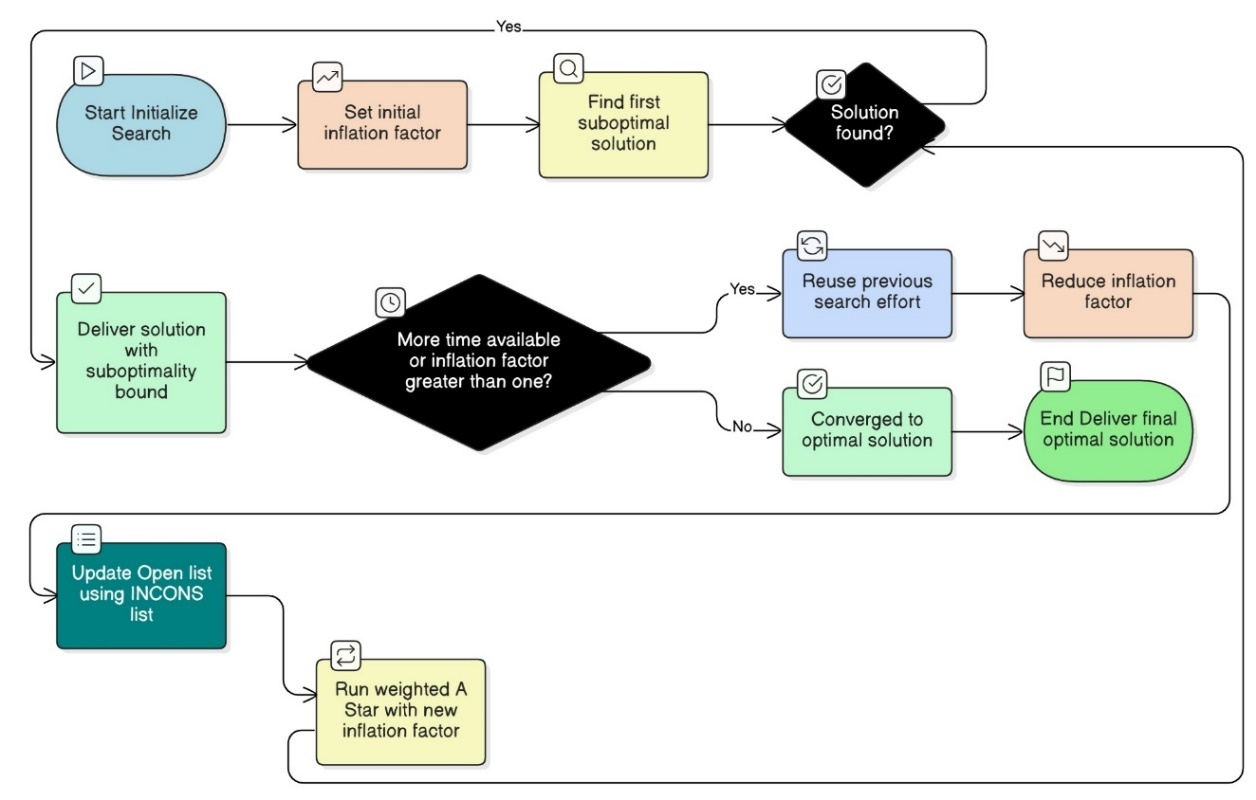 Yes
Start Initialize
Search
Set initial
inflation factor
Find first
suboptimal
solution
Solution
found?
Deliver solution
with
suboptimality
bound
More time available
or inflation factor
greater than one?
Yes
Reuse previous
search effort
Reduce inflation
factor
No
Converged to
optimal solution
End Deliver final
optimal solution
Update Open list
using INCONS
list
Run weighted A
Star with new
inflation factor